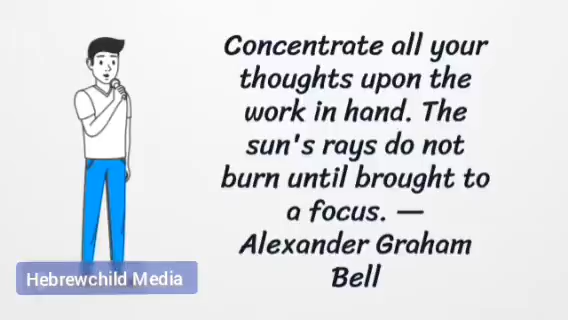 Concentrate all your
thoughts upon the
work in hand. The
sun's rays do not
burn until brought to
a focus. —
Alexander Graham
Bell
Hebrewchild Media